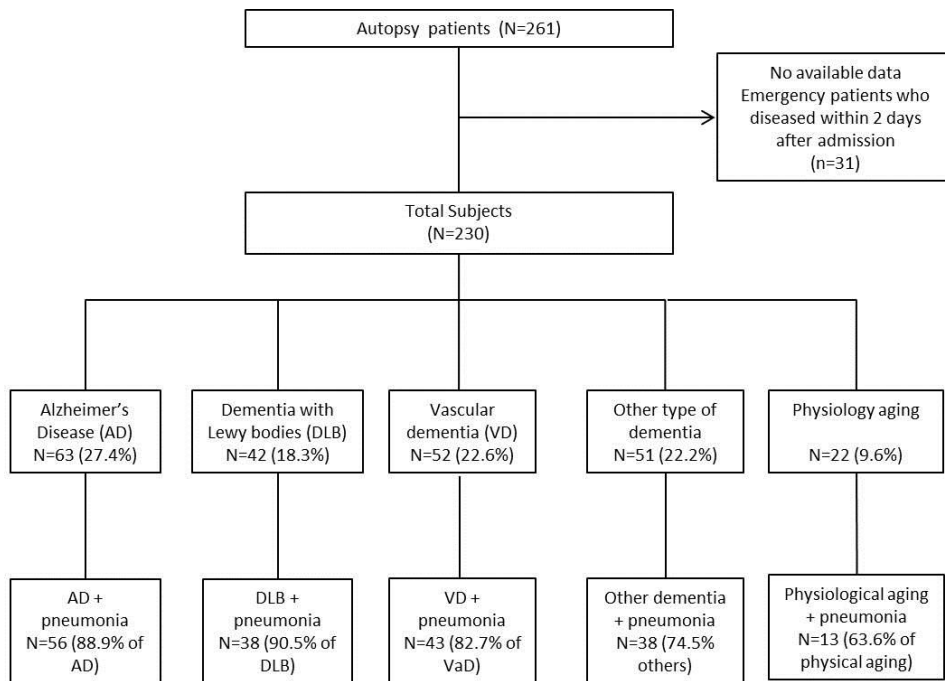 Autopsy patients (N=261)
No available data
Emergency patients who
diseased within 2 days
after admission
(n=31)
Total Subjects
(N=230)
Alzheimer's
Disease (AD)
N=63 (27.4%)
Dementia with
Lewy bodies (DLB)
N=42 (18.3%)
Vascular
dementia (VD)
N=52 (22.6%)
Other type of
dementia
N=51 (22.2%)
Physiology aging
N=22 (9.6%)
AD +
pneumonia
N=56 (88.9% of
AD)
DLB +
pneumonia
N=38 (90.5% of
DLB)
VD +
pneumonia
N=43 (82.7% of
VaD)
Other dementia
+ pneumonia
N=38 (74.5%
others)
Physiological aging
+ pneumonia
N=13 (63.6% of
physical aging)